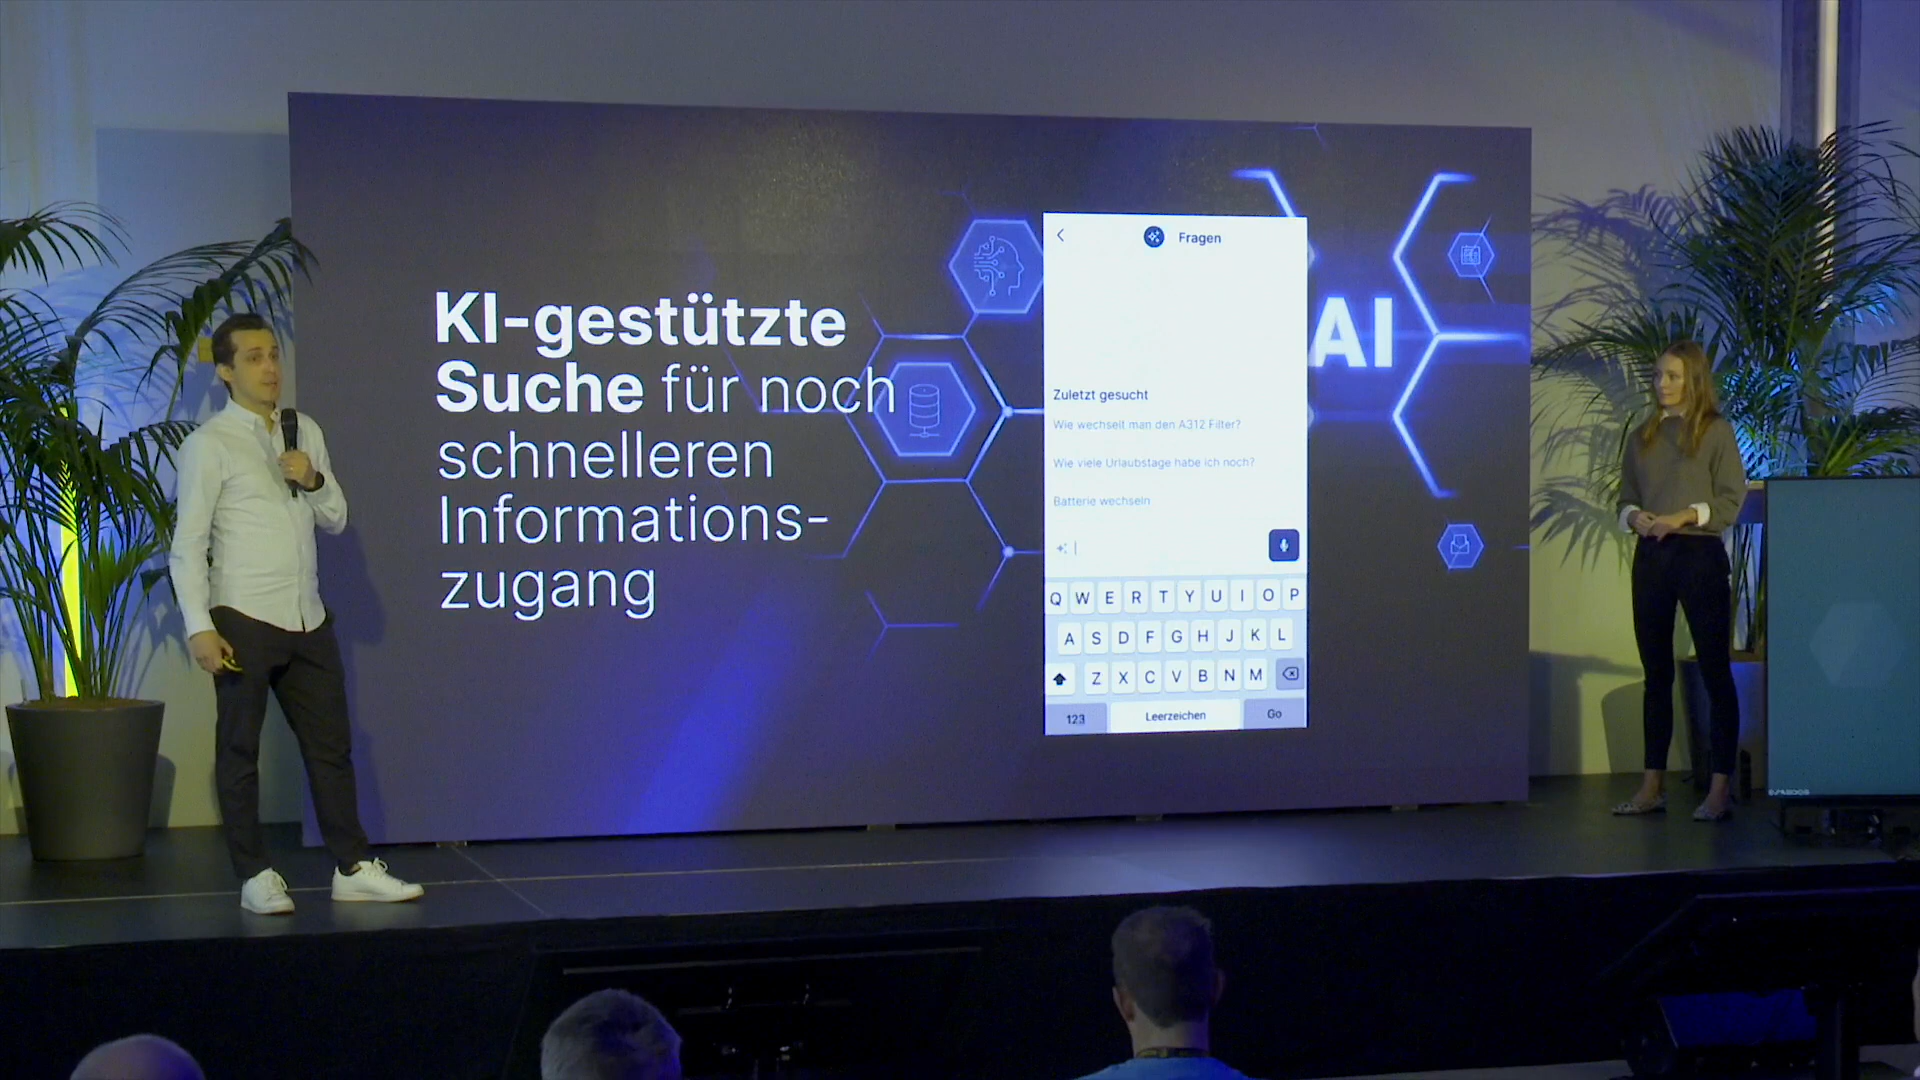 KI-gestützte
Suche für noch
schnelleren
Informations-
zugang
Fragen
Zuletzt gesucht
Wie wechselt man den A312 Filter?
Wie viele Urlaubstage habe ich noch?
Batterie wechseln
Q W E R T Y U I O P
A S D F G H J K L
Z X C V B N M
123 Leerzeichen Go
AI